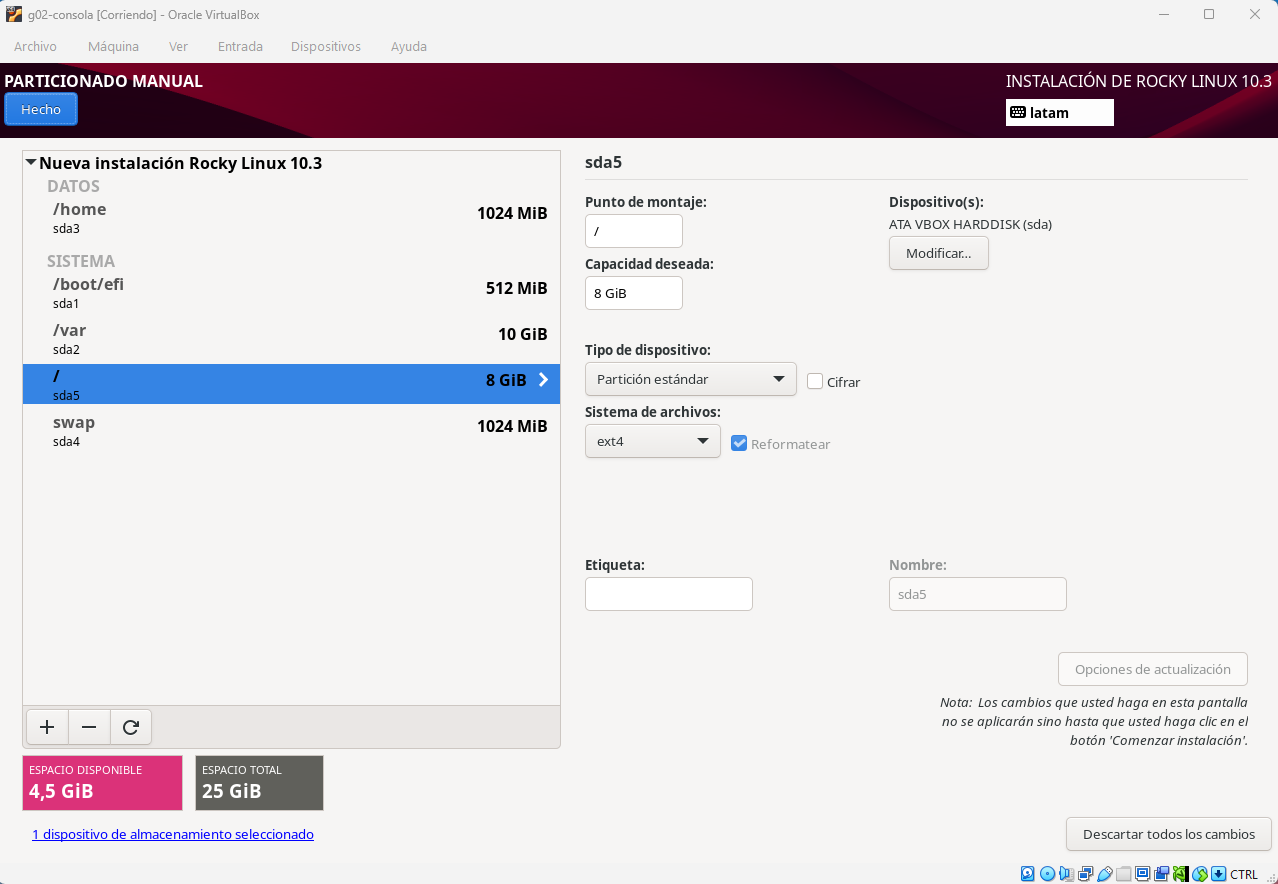 g02-consola [Corriendo] - Oracle VirtualBox
Archivo Máquina Ver Entrada Dispositivos Ayuda
PARTICIONADO MANUAL
INSTALACIÓN DE ROCKY LINUX 10.3
Hecho
latam
Nueva instalación Rocky Linux 10.3
DATOS
/home
1024 MiB
sda3
SISTEMA
/boot/efi
512 MiB
sda1
/var
10 GiB
sda2
/
8 GiB
sda5
swap
1024 MiB
sda4
ESPACIO DISPONIBLE
4,5 GiB
ESPACIO TOTAL
25 GiB
1 dispositivo de almacenamiento seleccionado
sda5
Punto de montaje:
/
Capacidad deseada:
8 GiB
Dispositivo(s):
ATA VBOX HARDDISK (sda)
Modificar...
Tipo de dispositivo:
Partición estándar
Cifrar
Sistema de archivos:
ext4
Reformatear
Etiqueta:
Nombre:
sda5
Opciones de actualización
Nota: Los cambios que usted haga en esta pantalla
no se aplicarán sino hasta que usted haga clic en el
botón 'Comenzar instalación'.
Descartar todos los cambios
CTRL